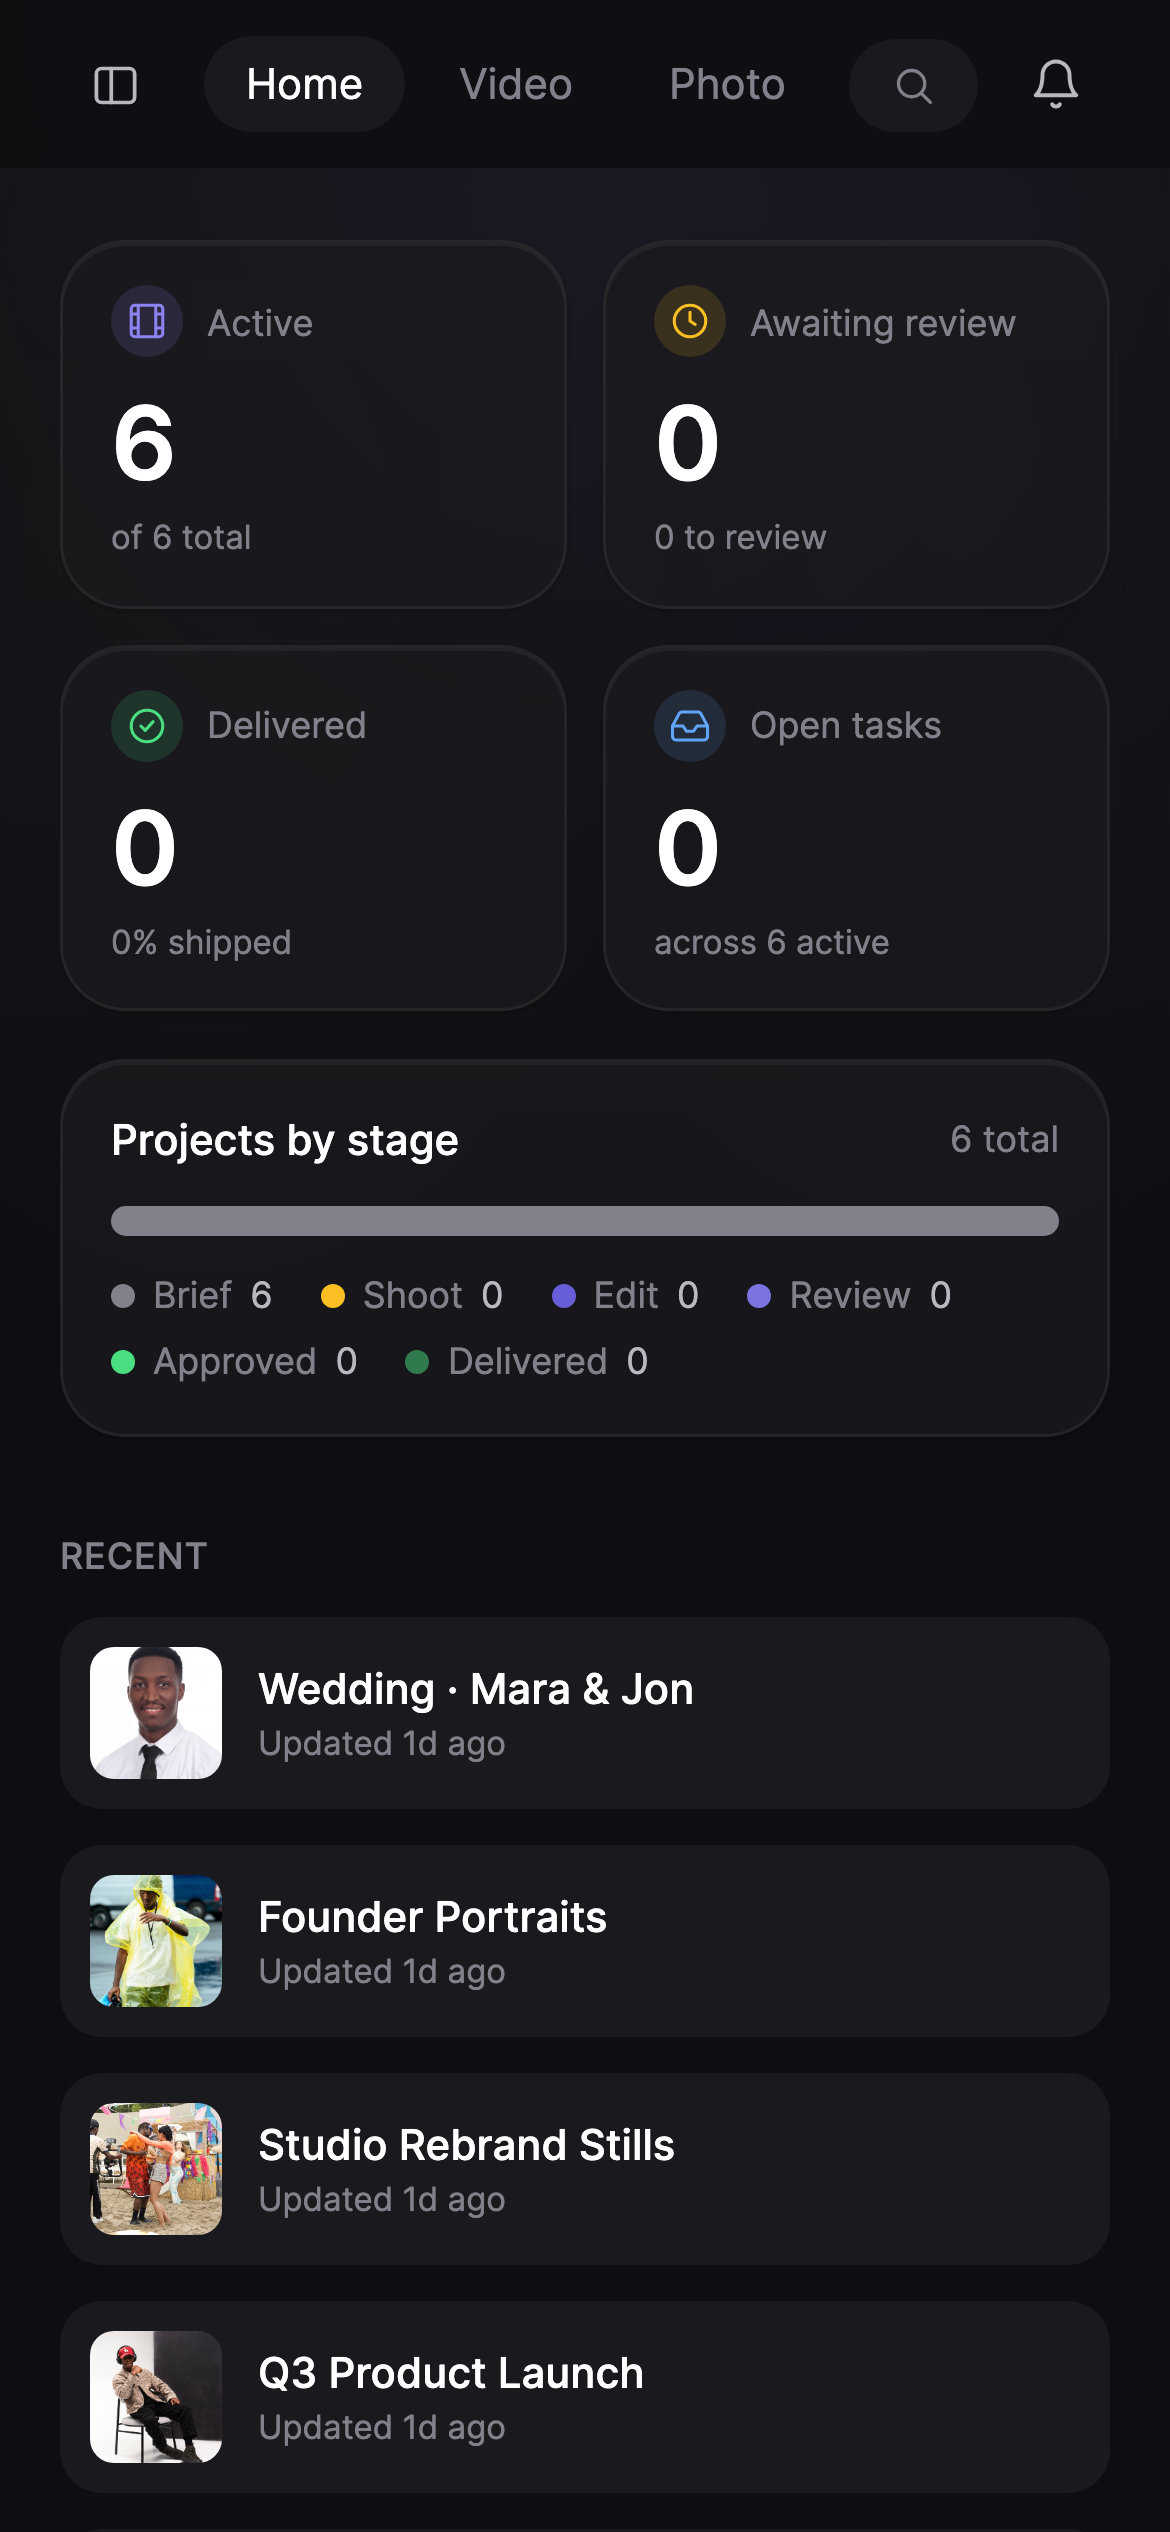 Home Video Photo
Active
6
of 6 total
Awaiting review
0
0 to review
Delivered
0
0% shipped
Open tasks
0
across 6 active
Projects by stage 6 total
Brief 6 Shoot 0 Edit 0 Review 0
Approved 0 Delivered 0
RECENT
Wedding · Mara & Jon
Updated 1d ago
Founder Portraits
Updated 1d ago
Studio Rebrand Stills
Updated 1d ago
Q3 Product Launch
Updated 1d ago